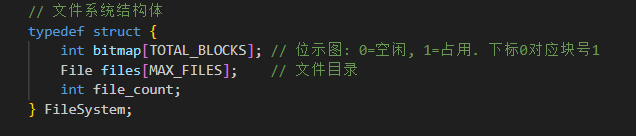 // 文件系统结构体
typedef struct {
int bitmap[TOTAL_BLOCKS]; // 位示图: 0=空闲, 1=占用. 下标0对应块号1
File files[MAX_FILES]; // 文件目录
int file_count;
} FileSystem;